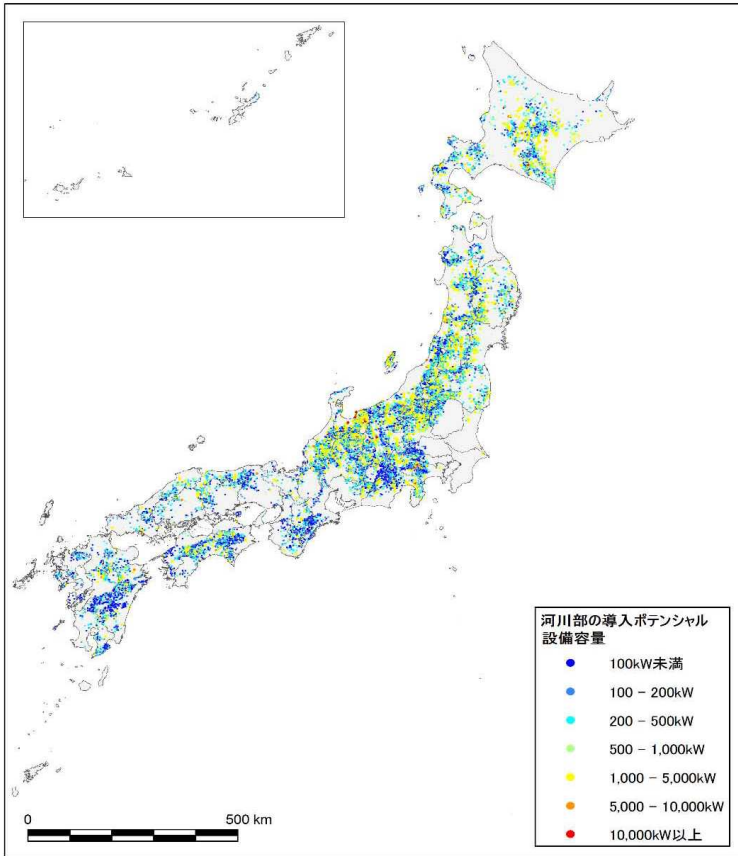 河川部の導入ポテンシャル
設備容量
100kW未満
100 － 200kW
200 － 500kW
500 － 1,000kW
1,000 － 5,000kW
5,000 － 10,000kW
10,000kW以上
0 500 km